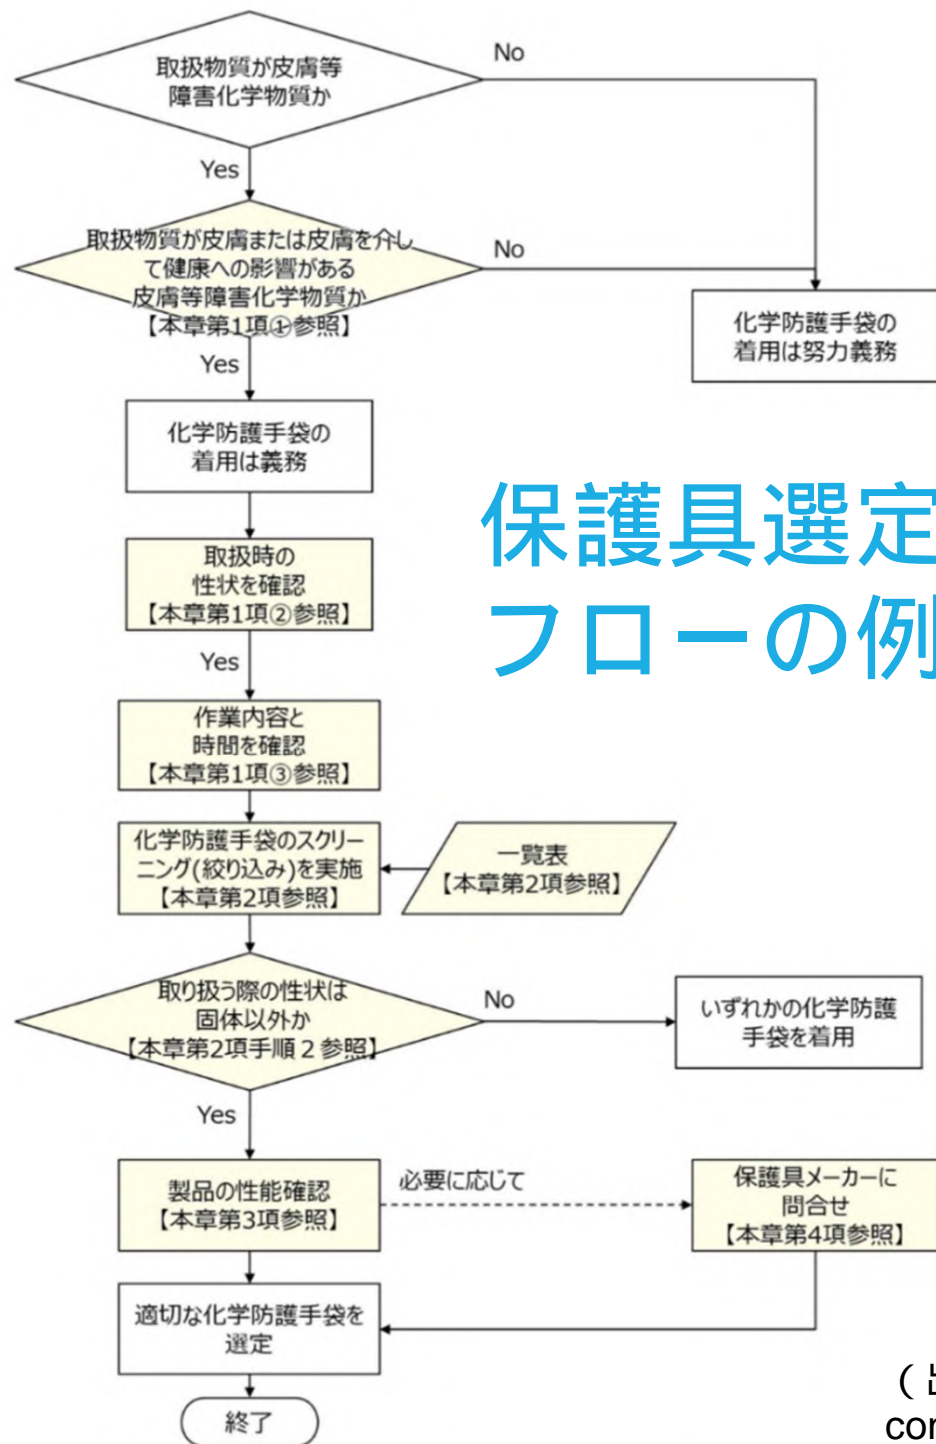 取扱物質が皮膚等
障害化学物質か
No
Yes
取扱物質が皮膚または皮膚を介し
て健康への影響がある
皮膚等障害化学物質か
【本章第1項①参照】
No
化学防護手袋の
着用は努力義務
Yes
化学防護手袋の
着用は義務
保護具選定
フローの例
取扱時の
性状を確認
【本章第1項②参照】
Yes
作業内容と
時間を確認
【本章第1項③参照】
化学防護手袋のスクリー
ニング(絞り込み)を実施
【本章第2項参照】
一覧表
【本章第2項参照】
取り扱う際の性状は
固体以外か
【本章第2項手順２参照】
No
いずれかの化学防護
手袋を着用
Yes
製品の性能確認
【本章第3項参照】
必要に応じて
保護具メーカーに
問合せ
【本章第4項参照】
適切な化学防護手袋を
選定
終了
（